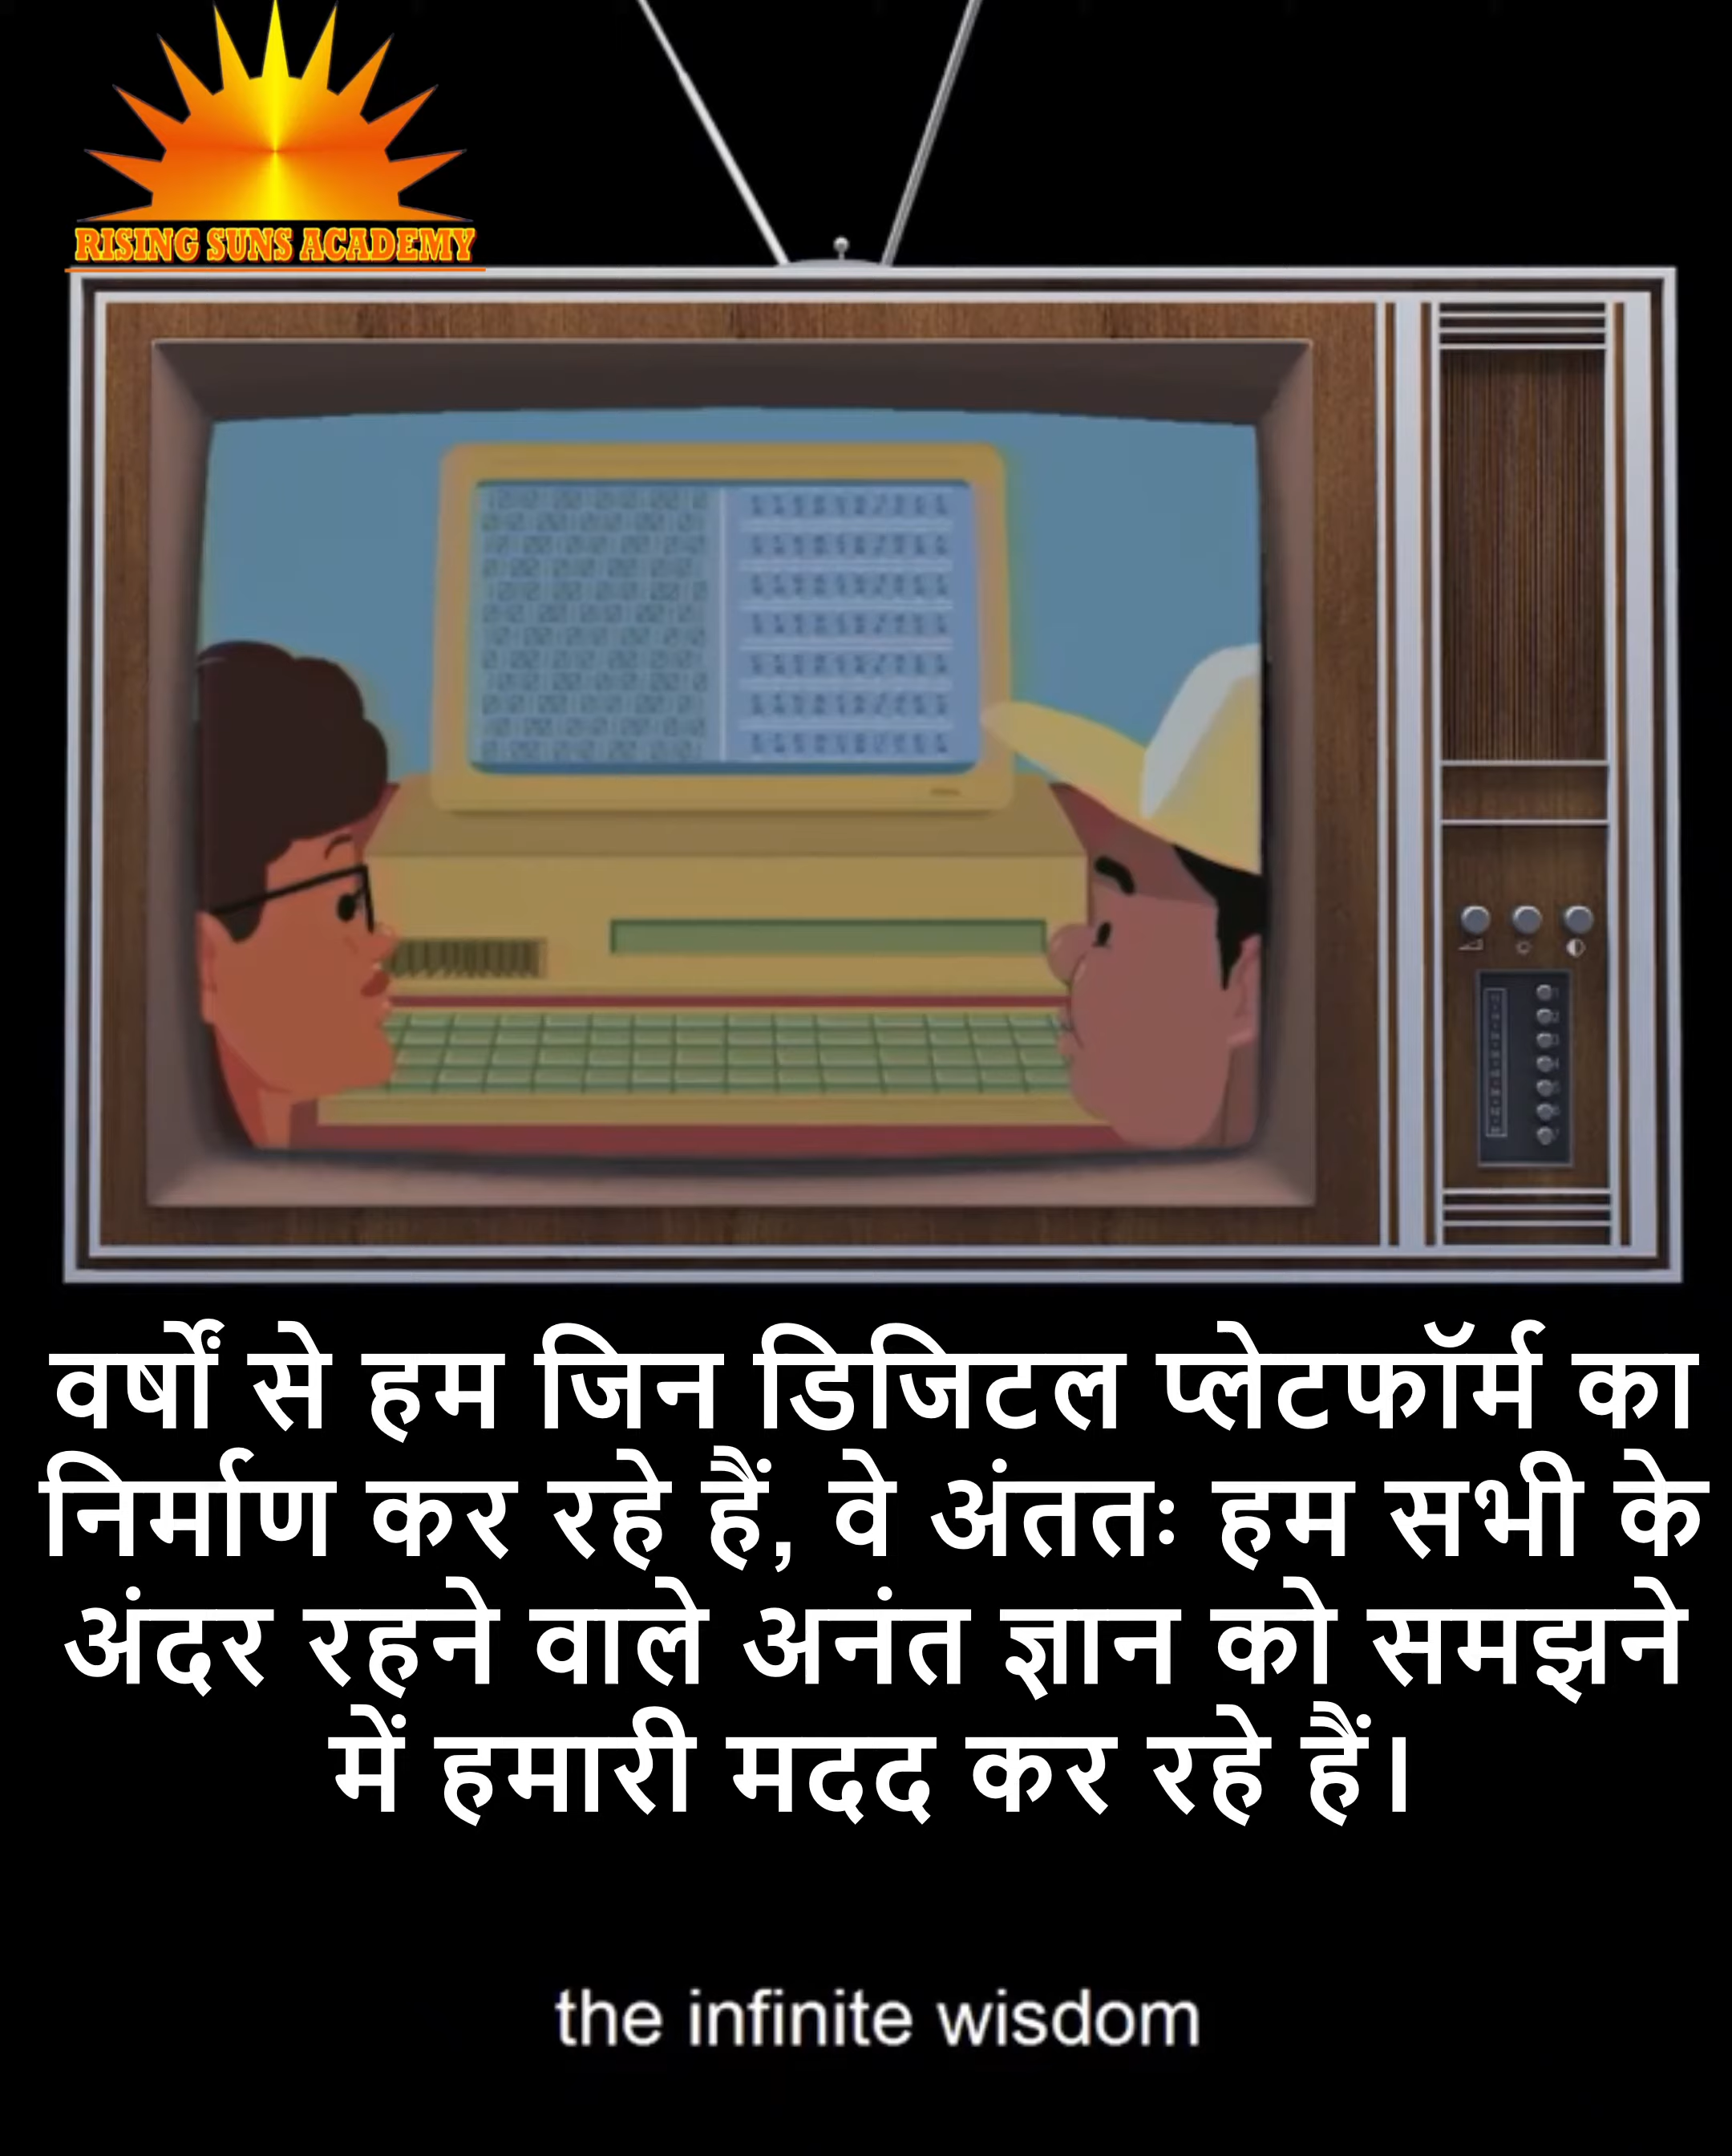 RISING SUNS ACADEMY
वर्षों से हम जिन डिजिटल प्लेटफॉर्म का
निर्माण कर रहे हैं, वे अंततः हम सभी के
अंदर रहने वाले अनंत ज्ञान को समझने
में हमारी मदद कर रहे हैं।
the infinite wisdom